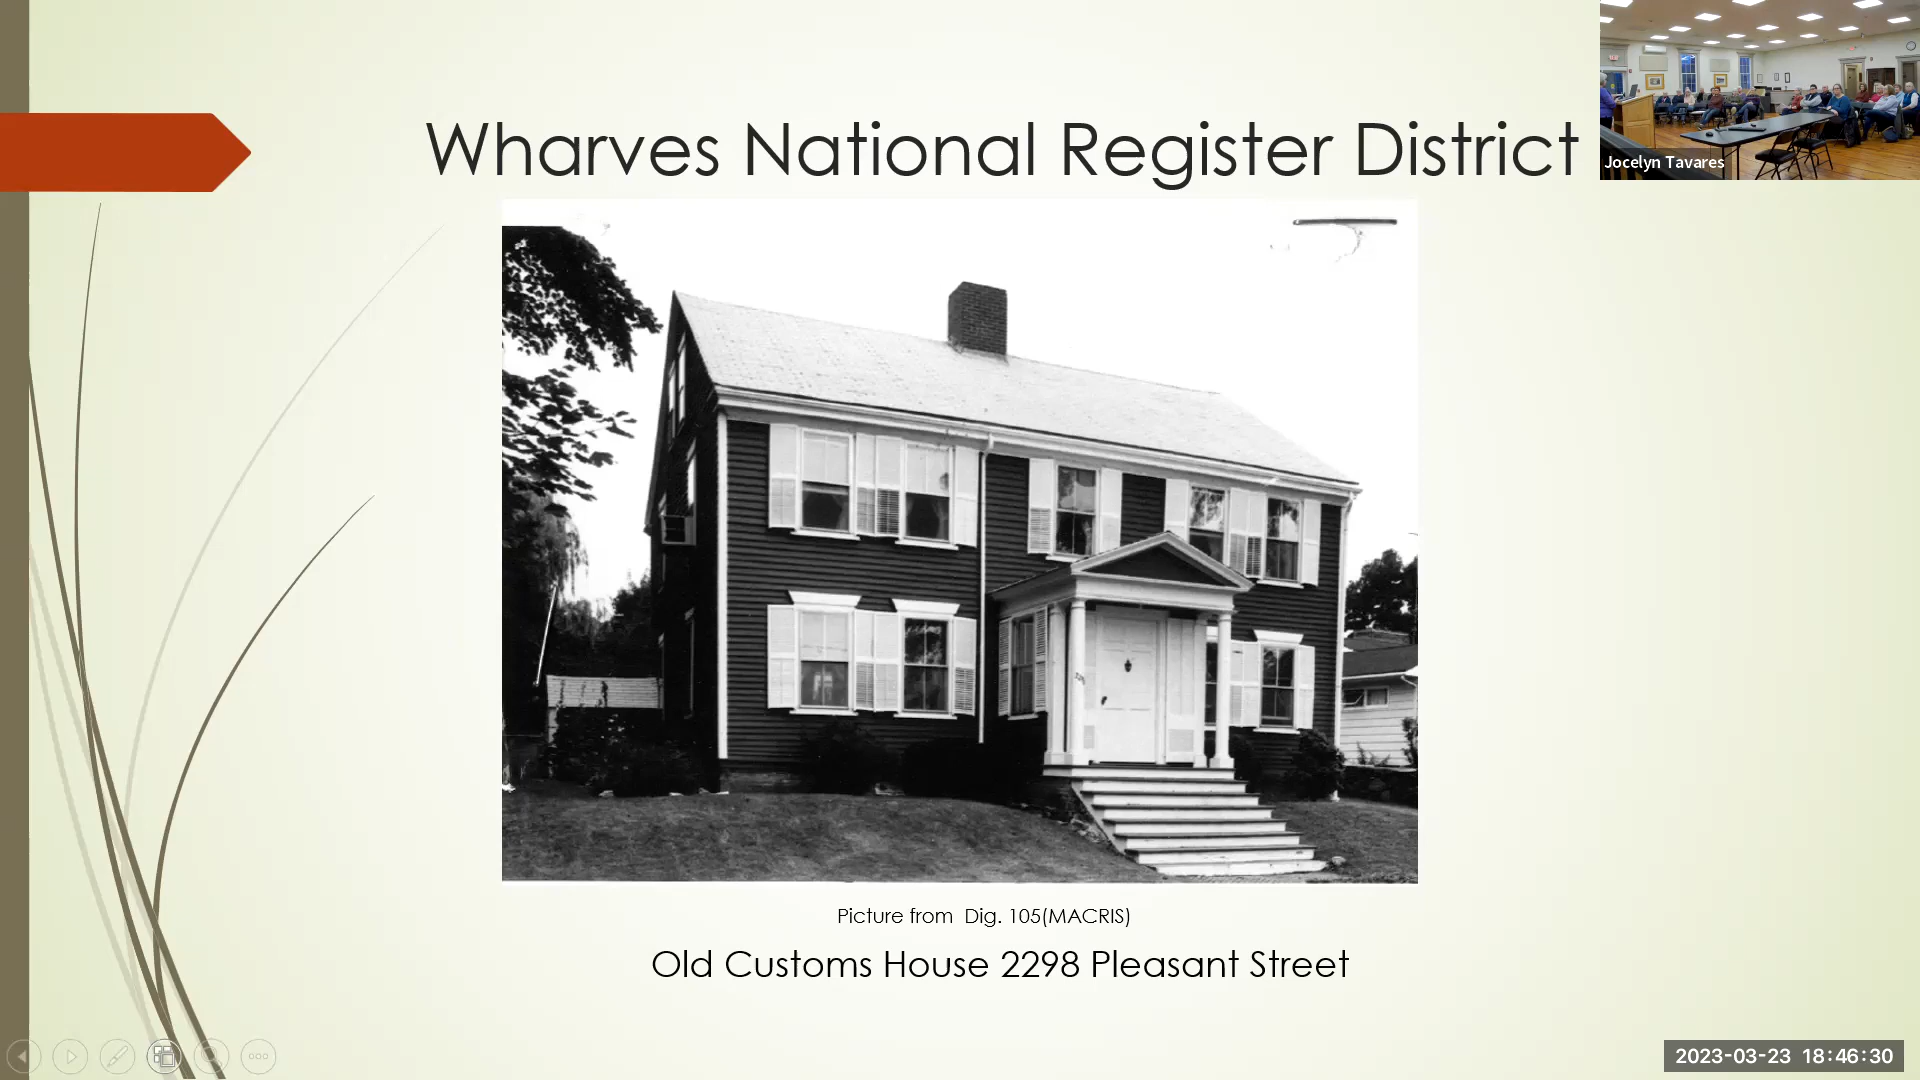 Wharves National Register District
Jocelyn Tavares
Picture from Dig. 105(MACRIS)
Old Customs House 2298 Pleasant Street
2023-03-23 18:46:30